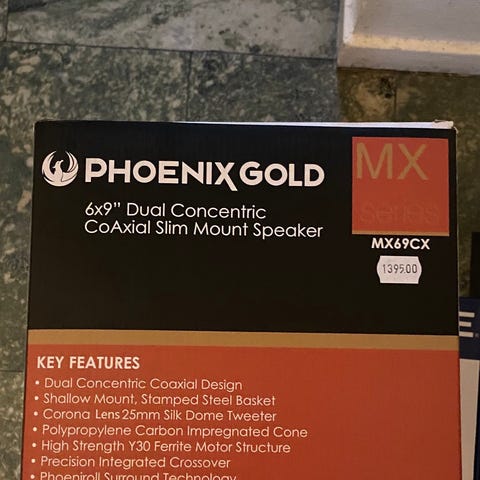 PHOENIX GOLD
MX
series
6x9" Dual Concentric
CoAxial Slim Mount Speaker
MX69CX
1395.00
E
KEY FEATURES
• Dual Concentric Coaxial Design
• Shallow Mount, Stamped Steel Basket
• Corona Lens 25mm Silk Dome Tweeter
• Polypropylene Carbon Impregnated Cone
• High Strength Y30 Ferrite Motor Structure
• Precision Integrated Crossover
• Phoeniroll Surround Technology